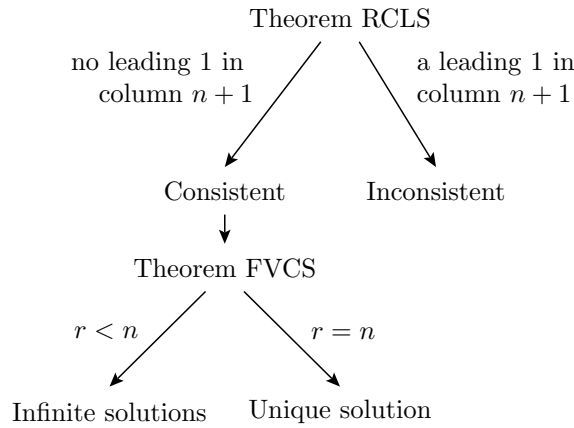 Theorem RCLS
no leading 1 in
column n + 1
a leading 1 in
column n + 1
Consistent
Inconsistent
Theorem FVCS
r < n
r = n
Infinite solutions
Unique solution